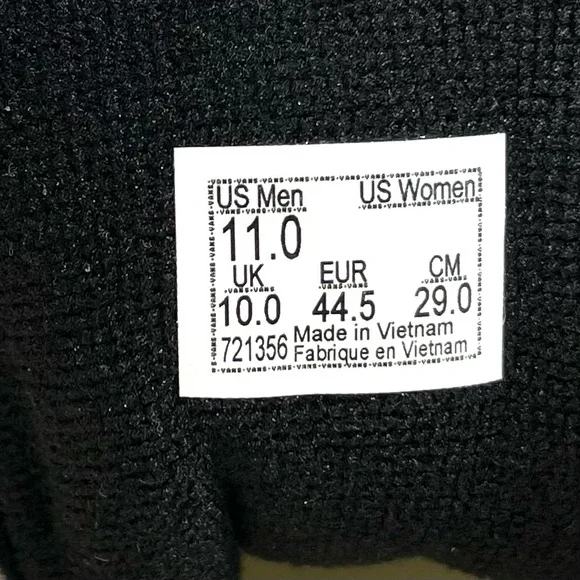 US Men US Women
11.0
UK EUR CM
10.0 44.5 29.0
721356 Made in Vietnam
Fabrique en Vietnam